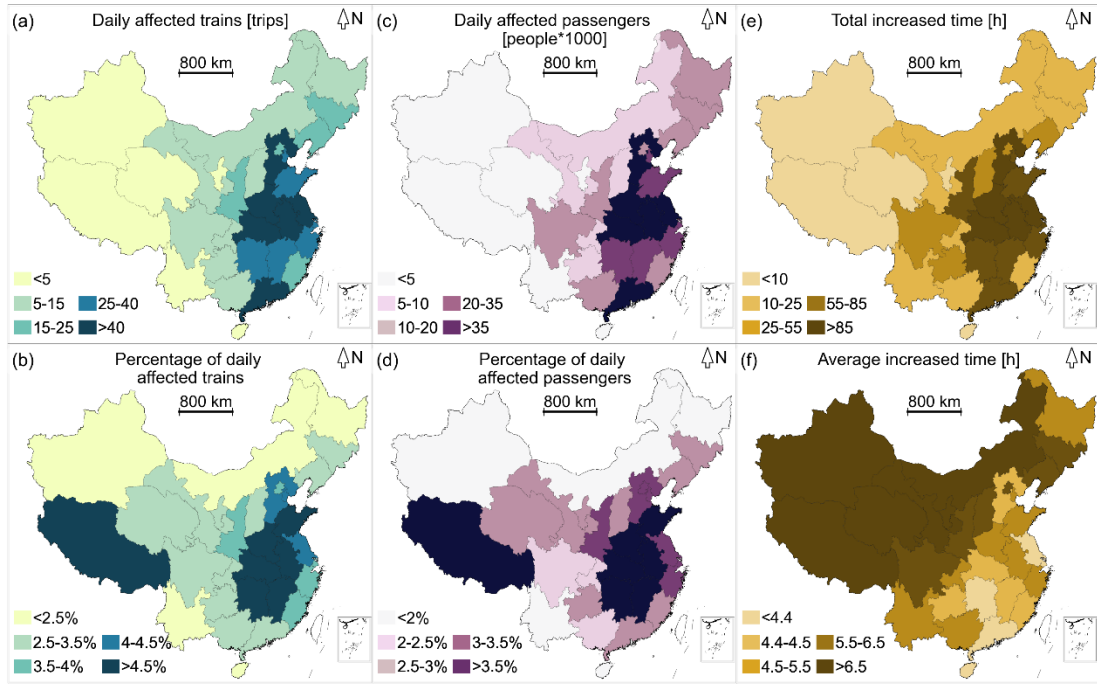 (a) Daily affected trains [trips] N
800 km
<5
5-15 25-40
15-25 >40
(c) Daily affected passengers N
[people*1000]
800 km
<5
5-10 20-35
10-20 >35
(e) Total increased time [h] N
800 km
<10
10-25 55-85
25-55 >85
(b) Percentage of daily N
affected trains
800 km
<2.5%
2.5-3.5% 4-4.5%
3.5-4% >4.5%
(d) Percentage of daily N
affected passengers
800 km
<2%
2-2.5% 3-3.5%
2.5-3% >3.5%
(f) Average increased time [h] N
800 km
<4.4
4.4-4.5 5.5-6.5
4.5-5.5 >6.5